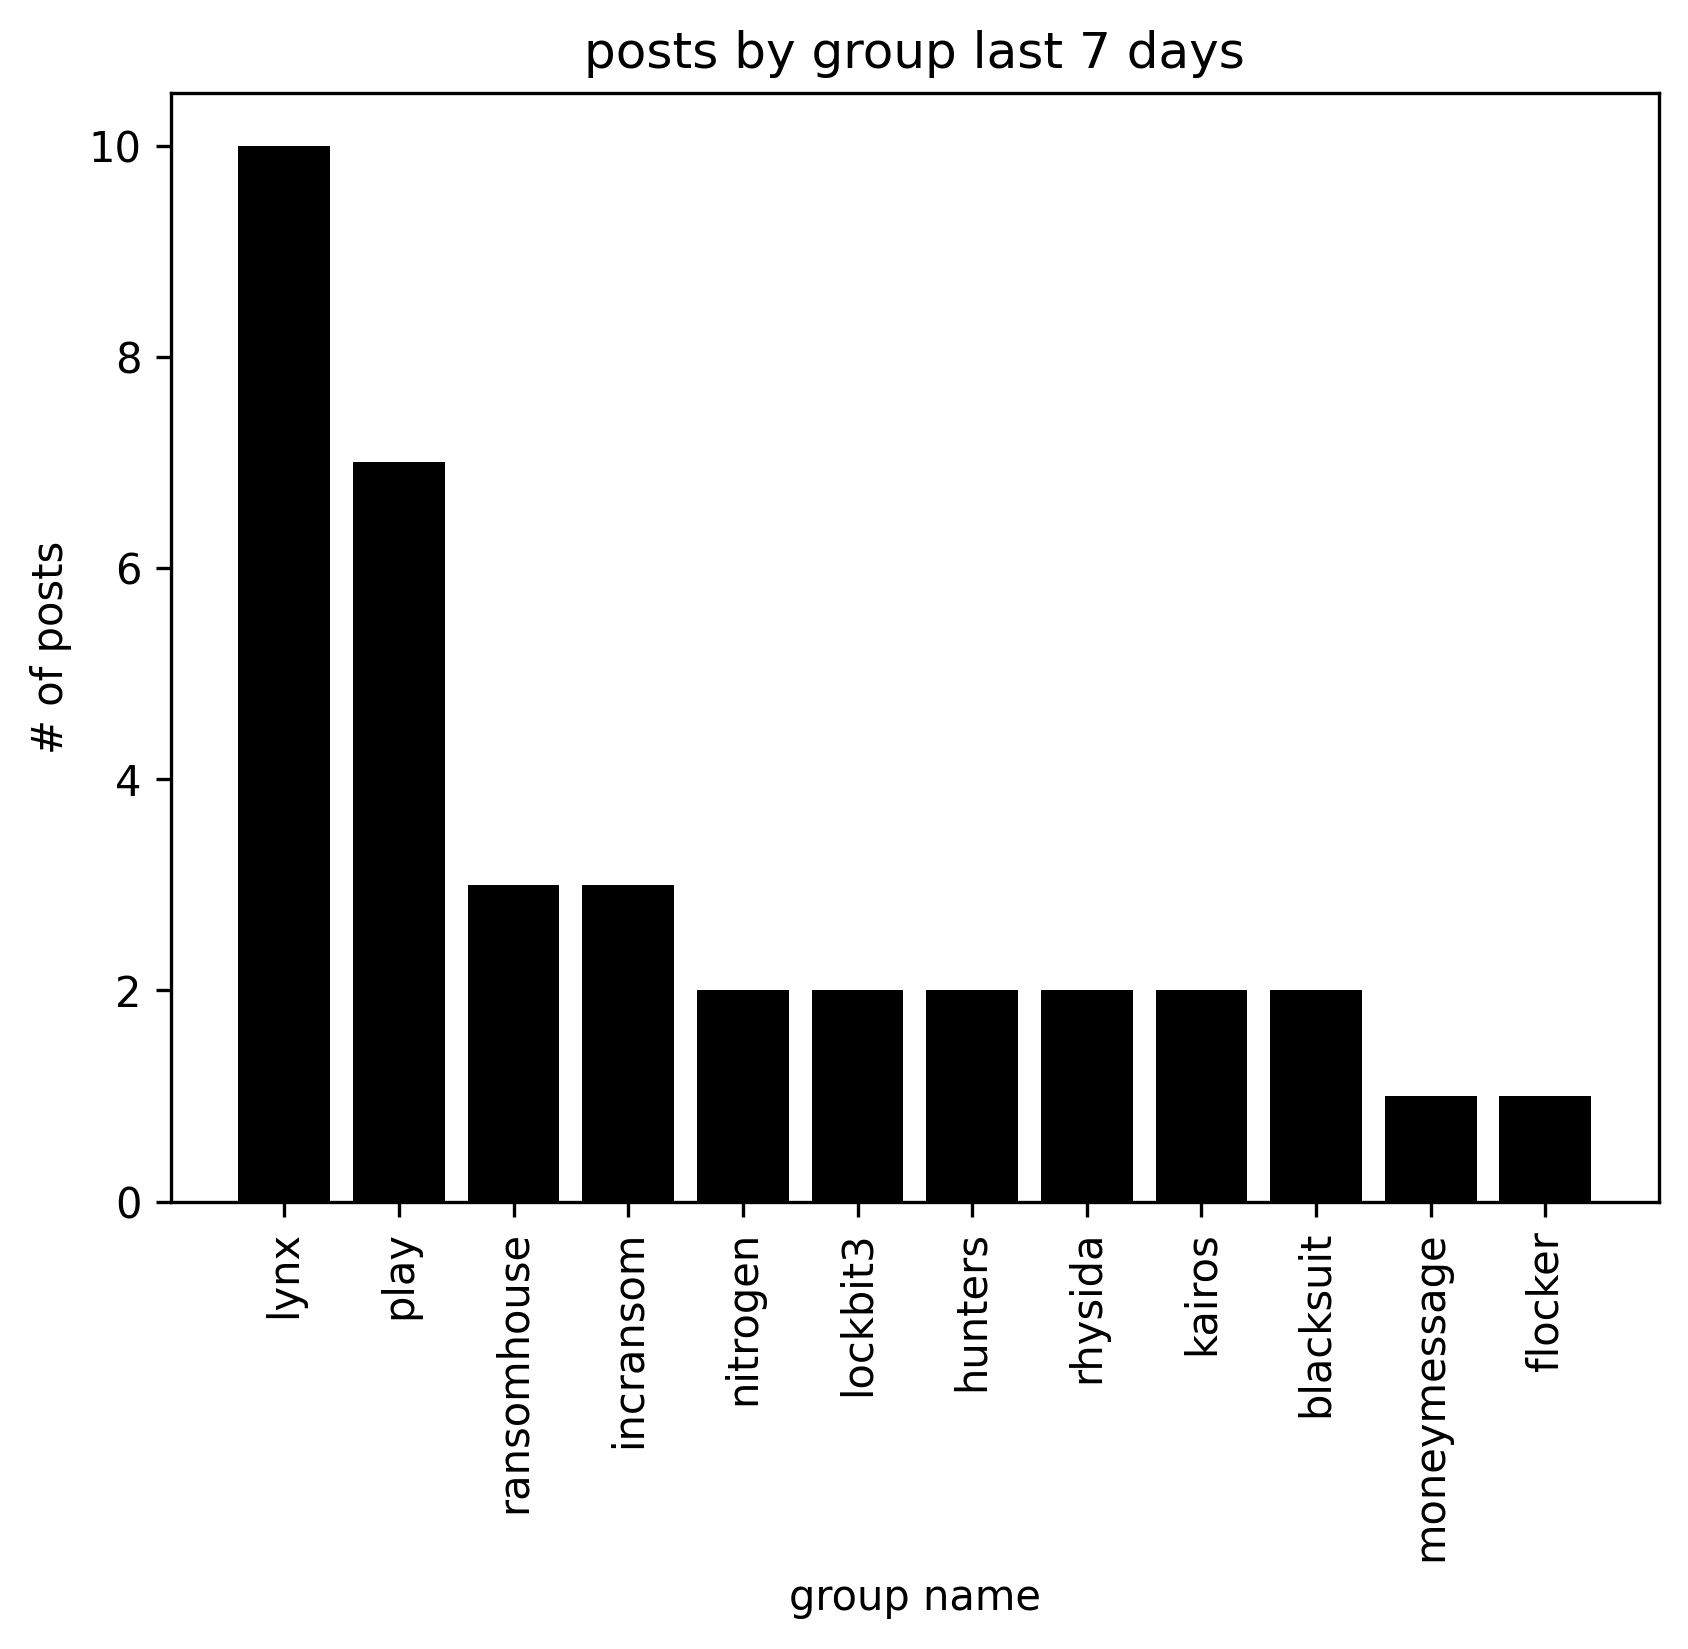 posts by group last 7 days
# of posts
10
8
6
4
2
0
lynx
play
ransomhouse
incransom
nitrogen
lockbit3
hunters
rhysida
kairos
blacksuit
moneymessage
flocker
group name